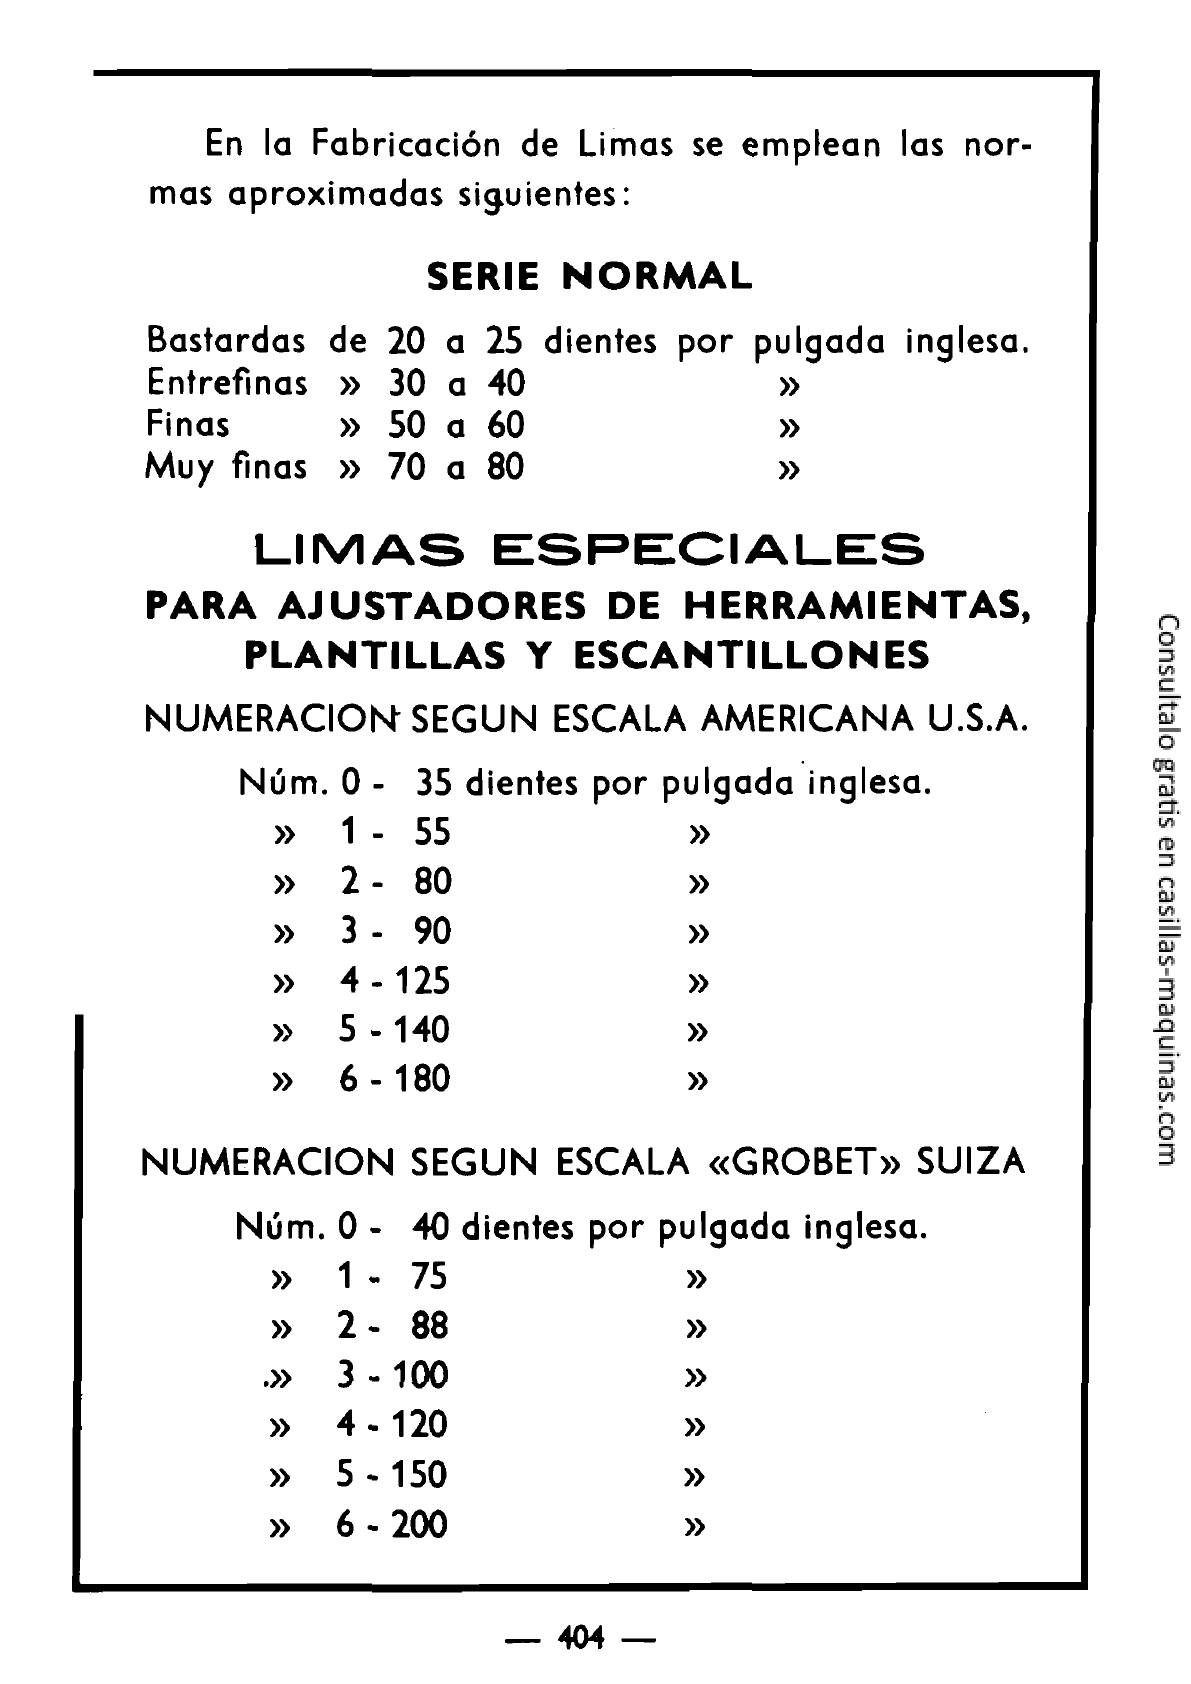 En la Fabricación de Limas se emplean las nor-
mas aproximadas siguientes:
SERIE NORMAL
Bastardas de 20 a 25 dientes por pulgada inglesa.
Entrefinas » 30 a 40 »
Finas » 50 a 60 »
Muy finas » 70 a 80 »
LIMAS ESPECIALES
PARA AJUSTADORES DE HERRAMIENTAS,
PLANTILLAS Y ESCANTILLONES
NUMERACION SEGUN ESCALA AMERICANA U.S.A.
Núm. 0 - 35 dientes por pulgada inglesa.
» 1 - 55 »
» 2 - 80 »
» 3 - 90 »
» 4 - 125 »
» 5 - 140 »
» 6 - 180 »
NUMERACION SEGUN ESCALA «GROBET» SUIZA
Núm. 0 - 40 dientes por pulgada inglesa.
» 1 - 75 »
» 2 - 88 »
» 3 - 100 »
» 4 - 120 »
» 5 - 150 »
» 6 - 200 »
— 404 —
Consultalo gratis en casillas-maquinas.com